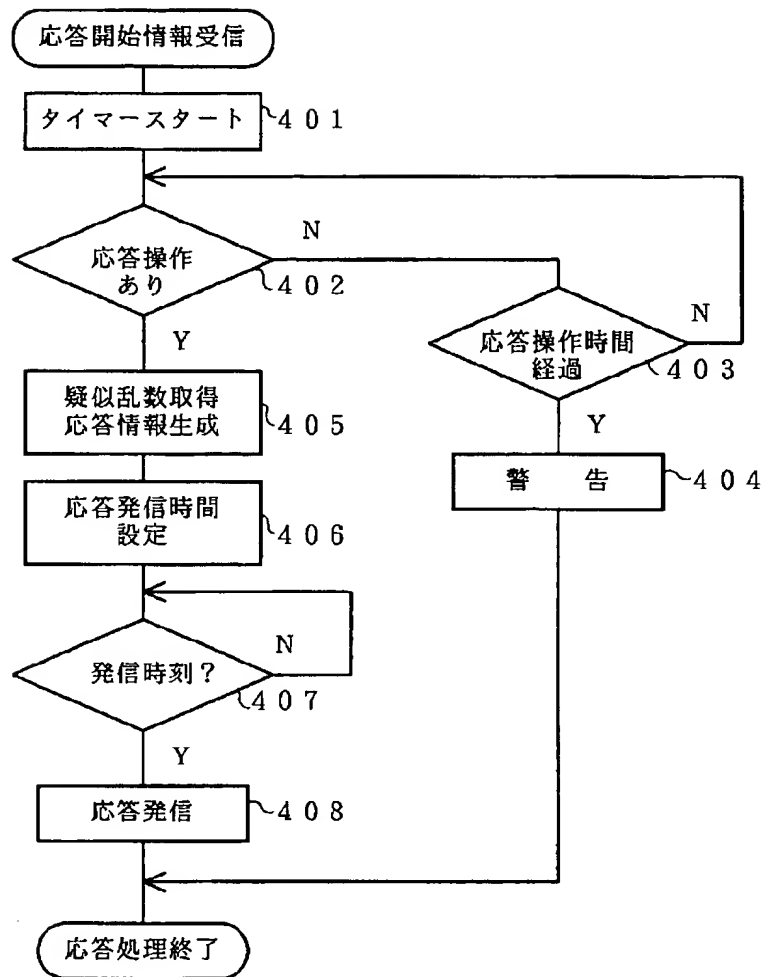 応答開始情報受信
タイマースタート
401
応答操作
あり
402
N
Y
応答操作時間
経過
403
N
Y
警 告
404
疑似乱数取得
応答情報生成
405
応答発信時間
設定
406
発信時刻?
407
N
Y
応答発信
408
応答処理終了